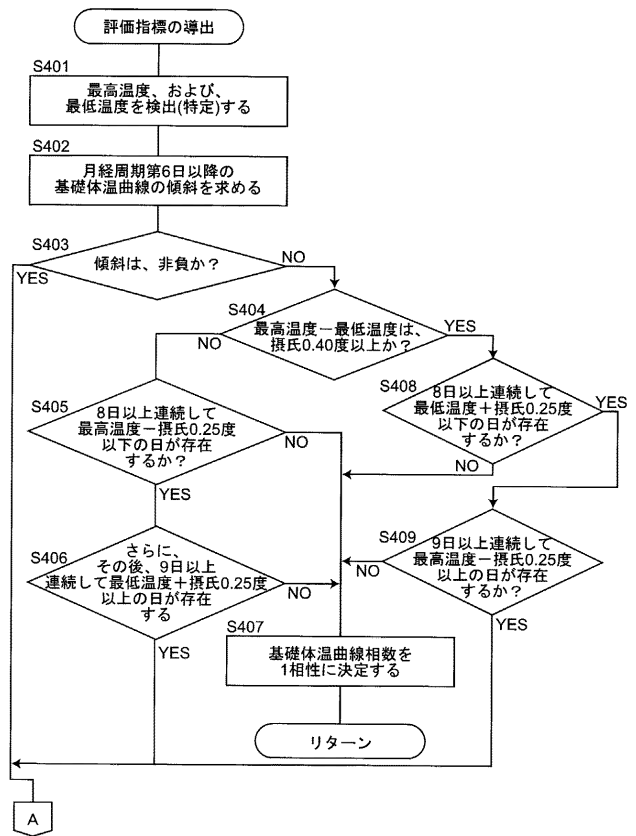 評価指標の導出
S401
最高温度、および、
最低温度を検出(特定)する
S402
月経周期第6日以降の
基礎体温曲線の傾斜を求める
S403
傾斜は、非負か？
YES
NO
S404
最高温度－最低温度は、
摂氏0.40度以上か？
NO
YES
S405
8日以上連続して
最高温度－摂氏0.25度
以下の日が存在
するか？
NO
YES
S408
8日以上連続して
最低温度＋摂氏0.25度
以下の日が存在
するか？
YES
NO
S406
さらに、
その後、9日以上
連続して最低温度＋摂氏0.25度
以上の日が存在
する
NO
YES
S409
9日以上連続して
最高温度－摂氏0.25度
以上の日が存在
するか？
NO
YES
S407
基礎体温曲線相数を
1相性に決定する
リターン
A